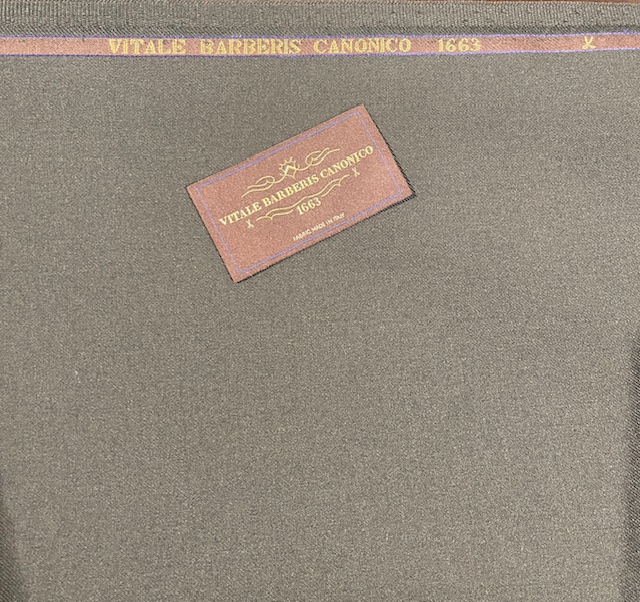 VITALE BARBERIS CANONICO 1663
VITALE BARBERIS CANONICO
1663
FABRIC MADE IN ITALY